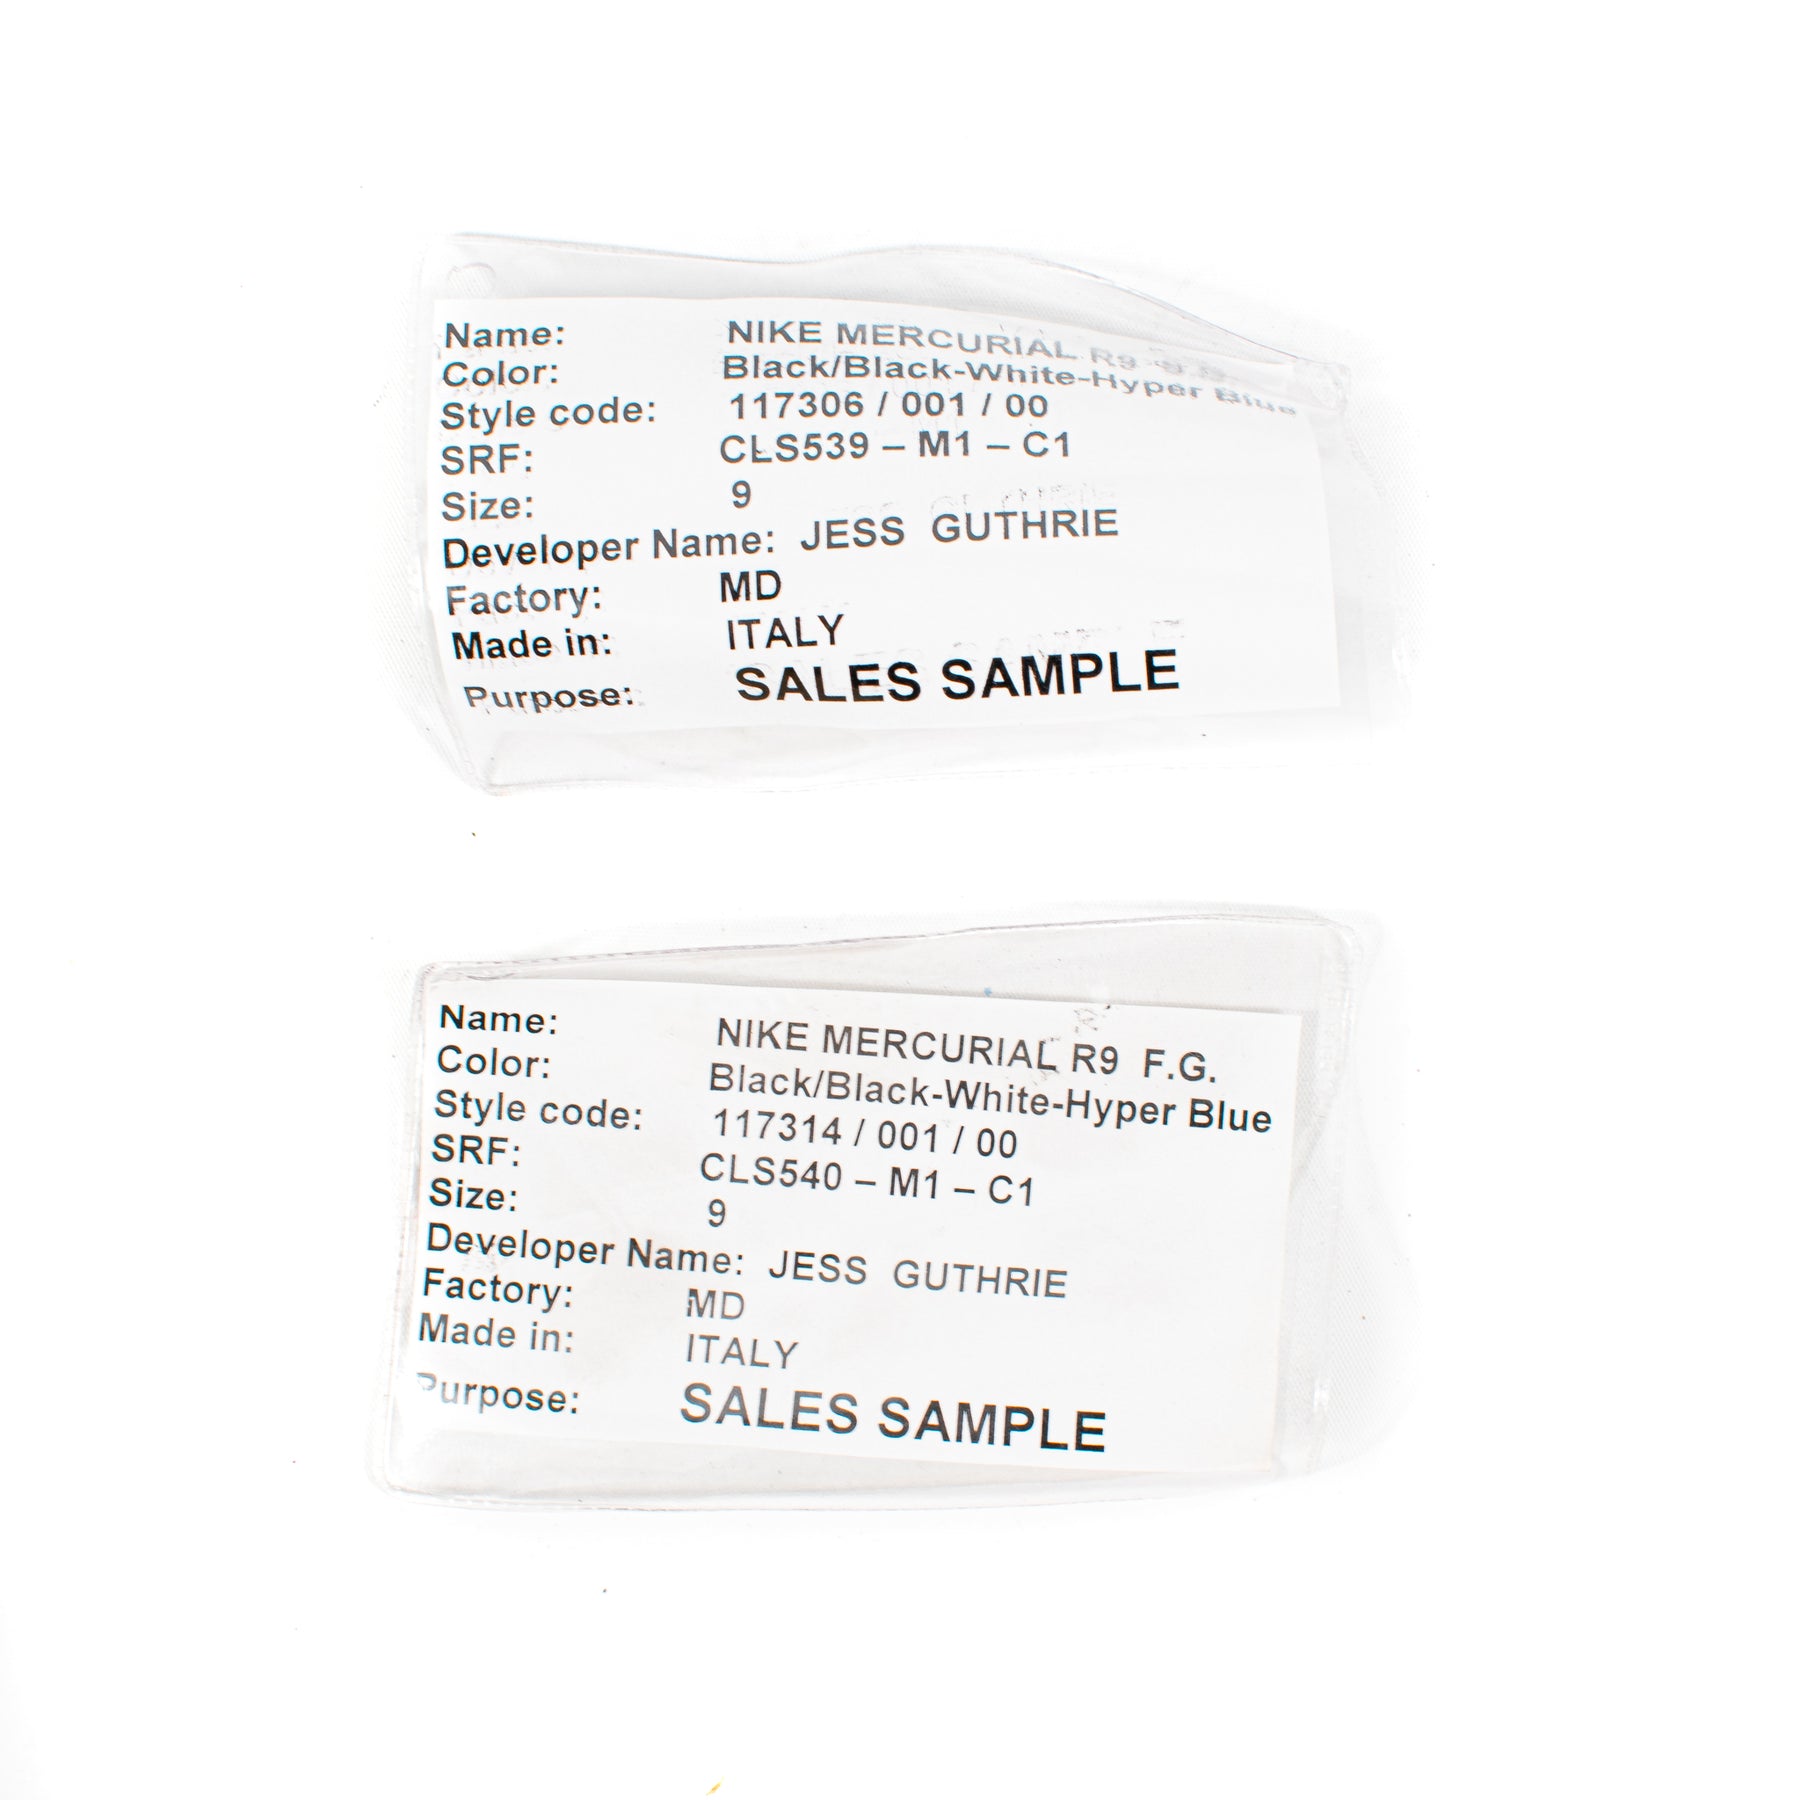 Name: NIKE MERCURIAL R9
Color: Black/Black-White-Hyper Blue
Style code: 117306 / 001 / 00
SRF: CLS539 – M1 – C1
Size: 9
Developer Name: JESS GUTHRIE
Factory: MD
Made in: ITALY
Purpose: SALES SAMPLE
Name: NIKE MERCURIAL R9 F.G.
Color: Black/Black-White-Hyper Blue
Style code: 117314 / 001 / 00
SRF: CLS540 – M1 – C1
Size: 9
Developer Name: JESS GUTHRIE
Factory: MD
Made in: ITALY
Purpose: SALES SAMPLE